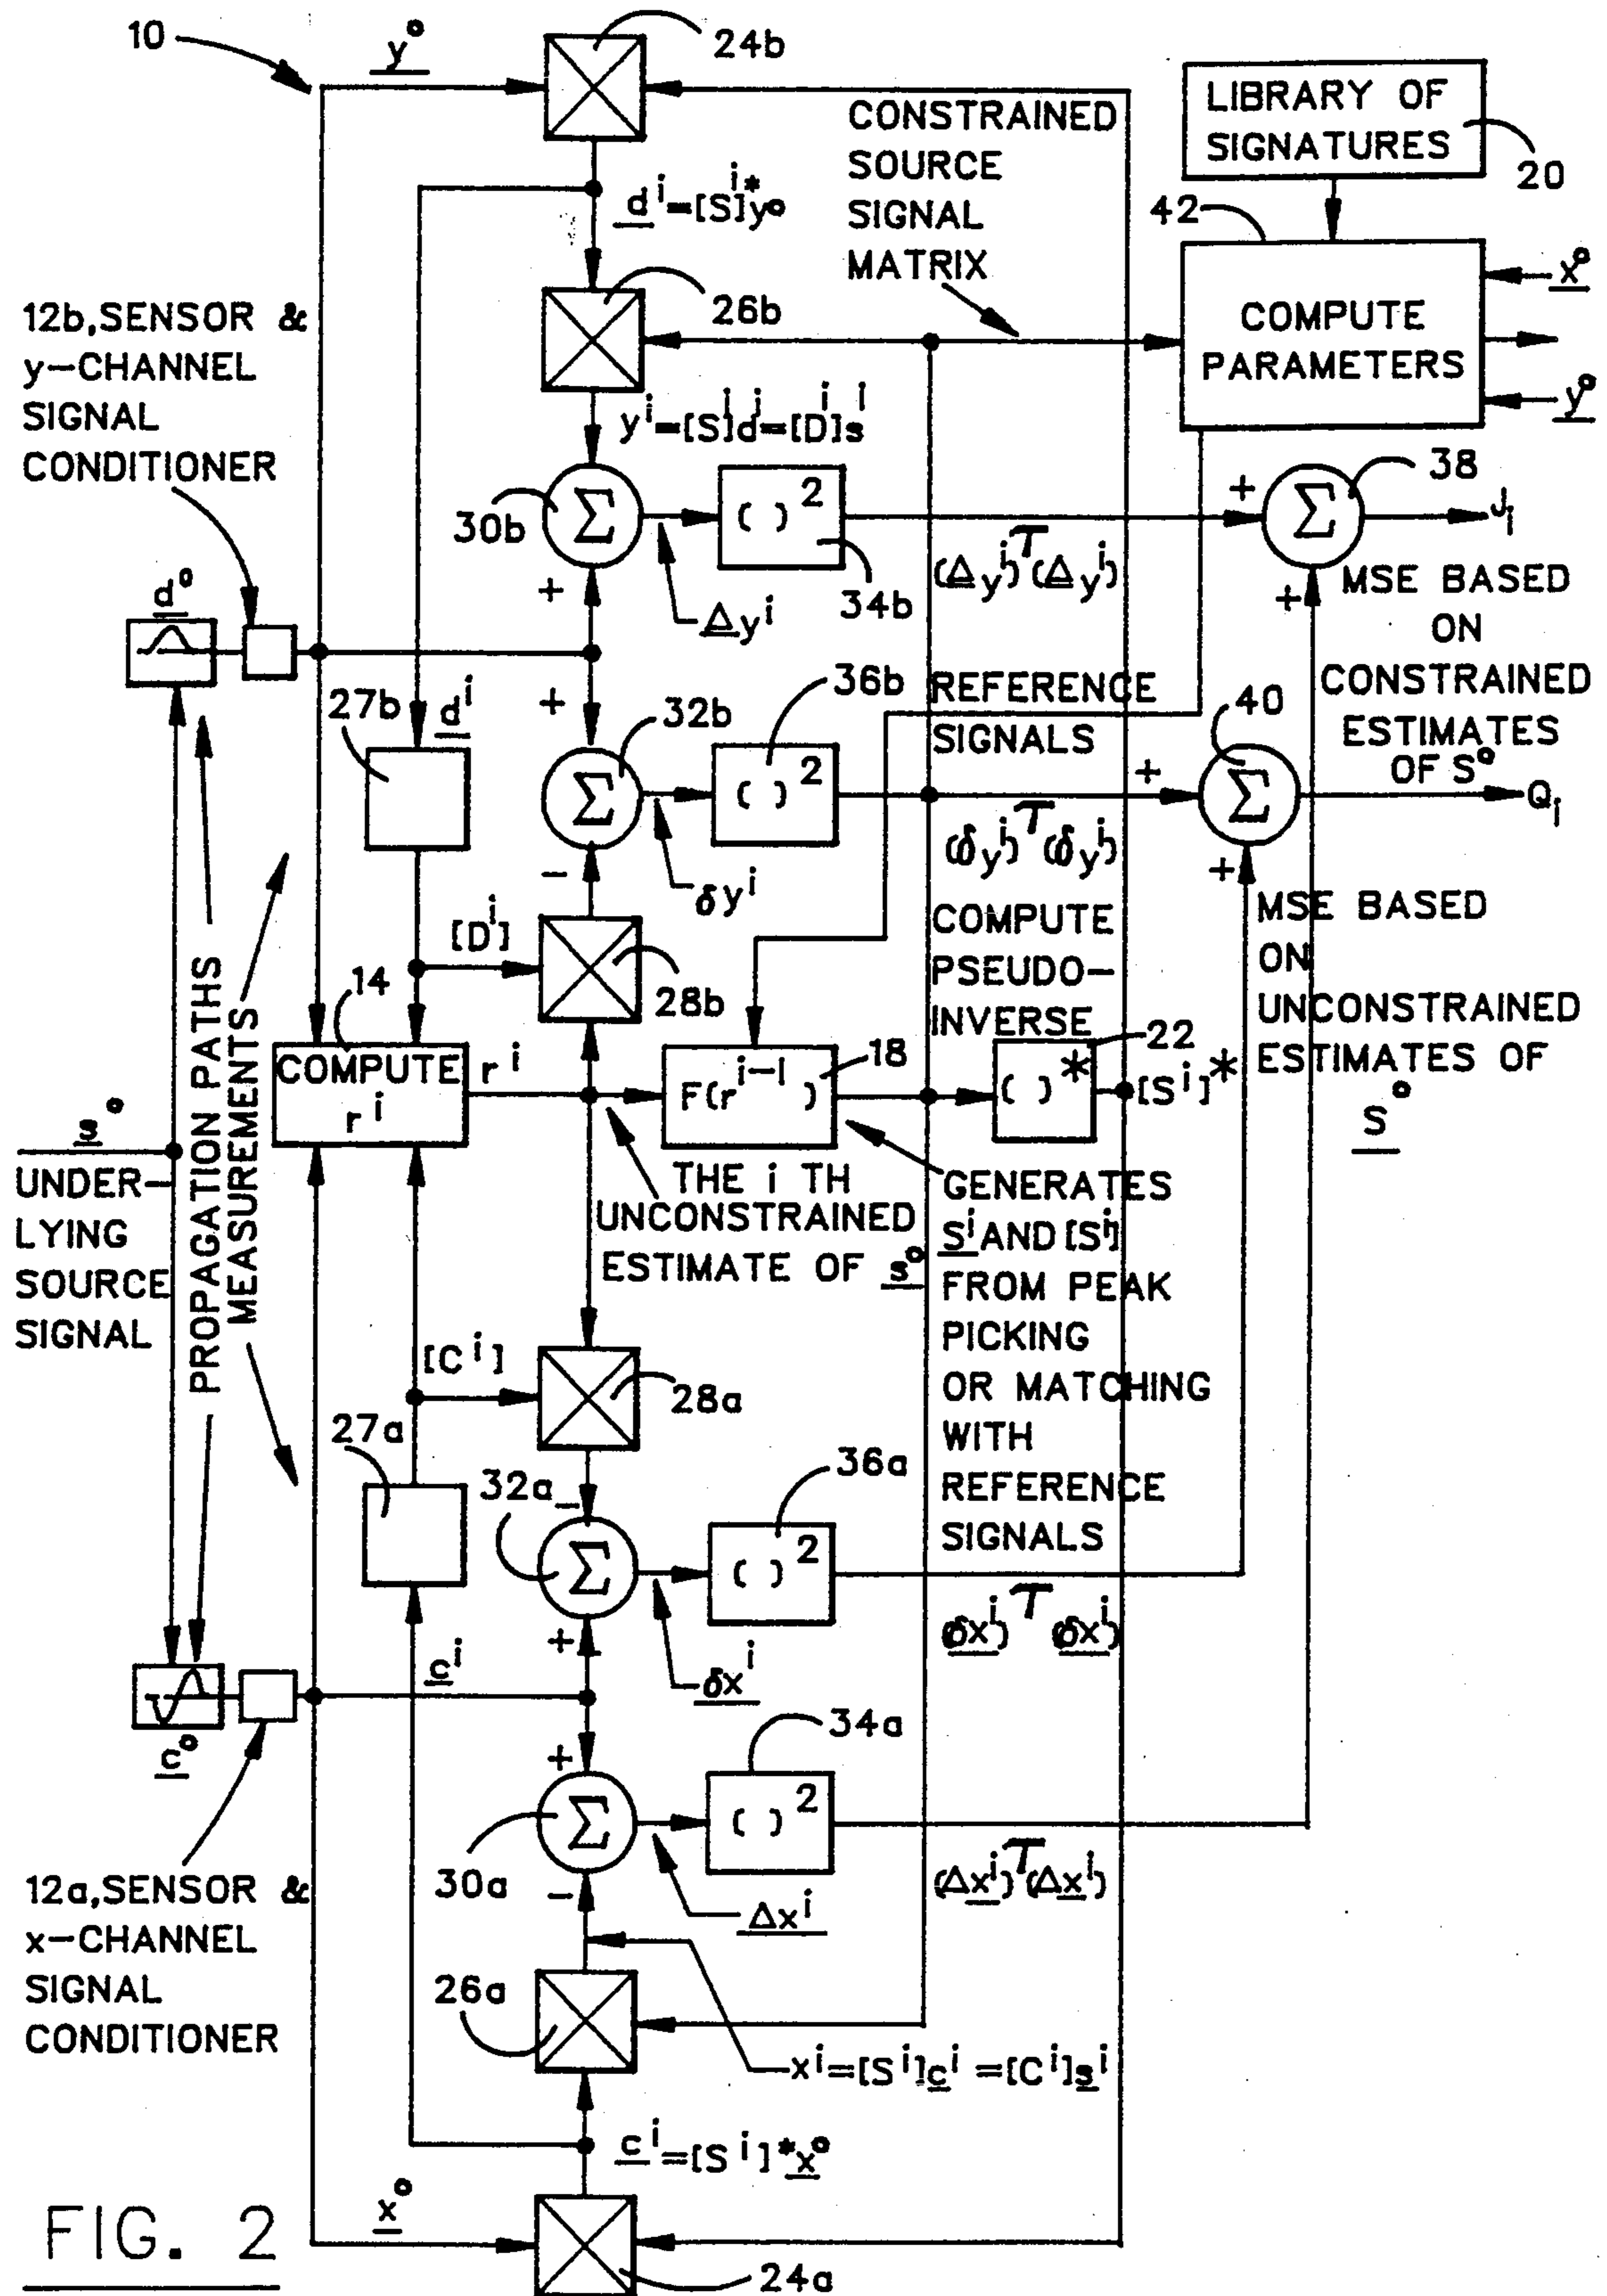 10
y°
24b
CONSTRAINED
SOURCE
SIGNAL
MATRIX
LIBRARY OF
SIGNATURES
20
42
d^i=[S]^i*y°
x°
COMPUTE
PARAMETERS
y°
26b
12b,SENSOR &
y-CHANNEL
SIGNAL
CONDITIONER
y^i=[S]^i d^i=[D]^i s^i
30b
Σ
( )²
34b
+
Σ
38
J_i
(Δy^i)^T(Δy^i)
+
MSE BASED
ON
CONSTRAINED
ESTIMATES
OF S°
d°
+
Δy^i
27b
d^i
+
32b
36b
REFERENCE
SIGNALS
40
Σ
( )²
+
Σ
Q_i
(δy^i)^T(δy^i)
+
-
δy^i
MSE BASED
ON
UNCONSTRAINED
ESTIMATES OF
S°
[D^i]
28b
COMPUTE
PSEUDO-
INVERSE
14
COMPUTE
r^i
r^i
F(r^i-1)
18
( )*
22
[S^i]*
s°
UNDER-
LYING
SOURCE
SIGNAL
PROPAGATION PATHS
MEASUREMENTS
THE i TH
UNCONSTRAINED
ESTIMATE OF s°
GENERATES
S^i AND [S^i]
FROM PEAK
PICKING
OR MATCHING
WITH
REFERENCE
SIGNALS
[C^i]
28a
27a
32a
-
36a
Σ
( )²
(δx^i)^T(δx^i)
+
c^i
δx^i
c°
34a
+
Σ
( )²
30a
-
Δx^i
(Δx^i)^T(Δx^i)
12a,SENSOR &
x-CHANNEL
SIGNAL
CONDITIONER
26a
x^i=[S^i]c^i=[C^i]s^i
c^i=[S^i]*x°
x°
24a
FIG. 2